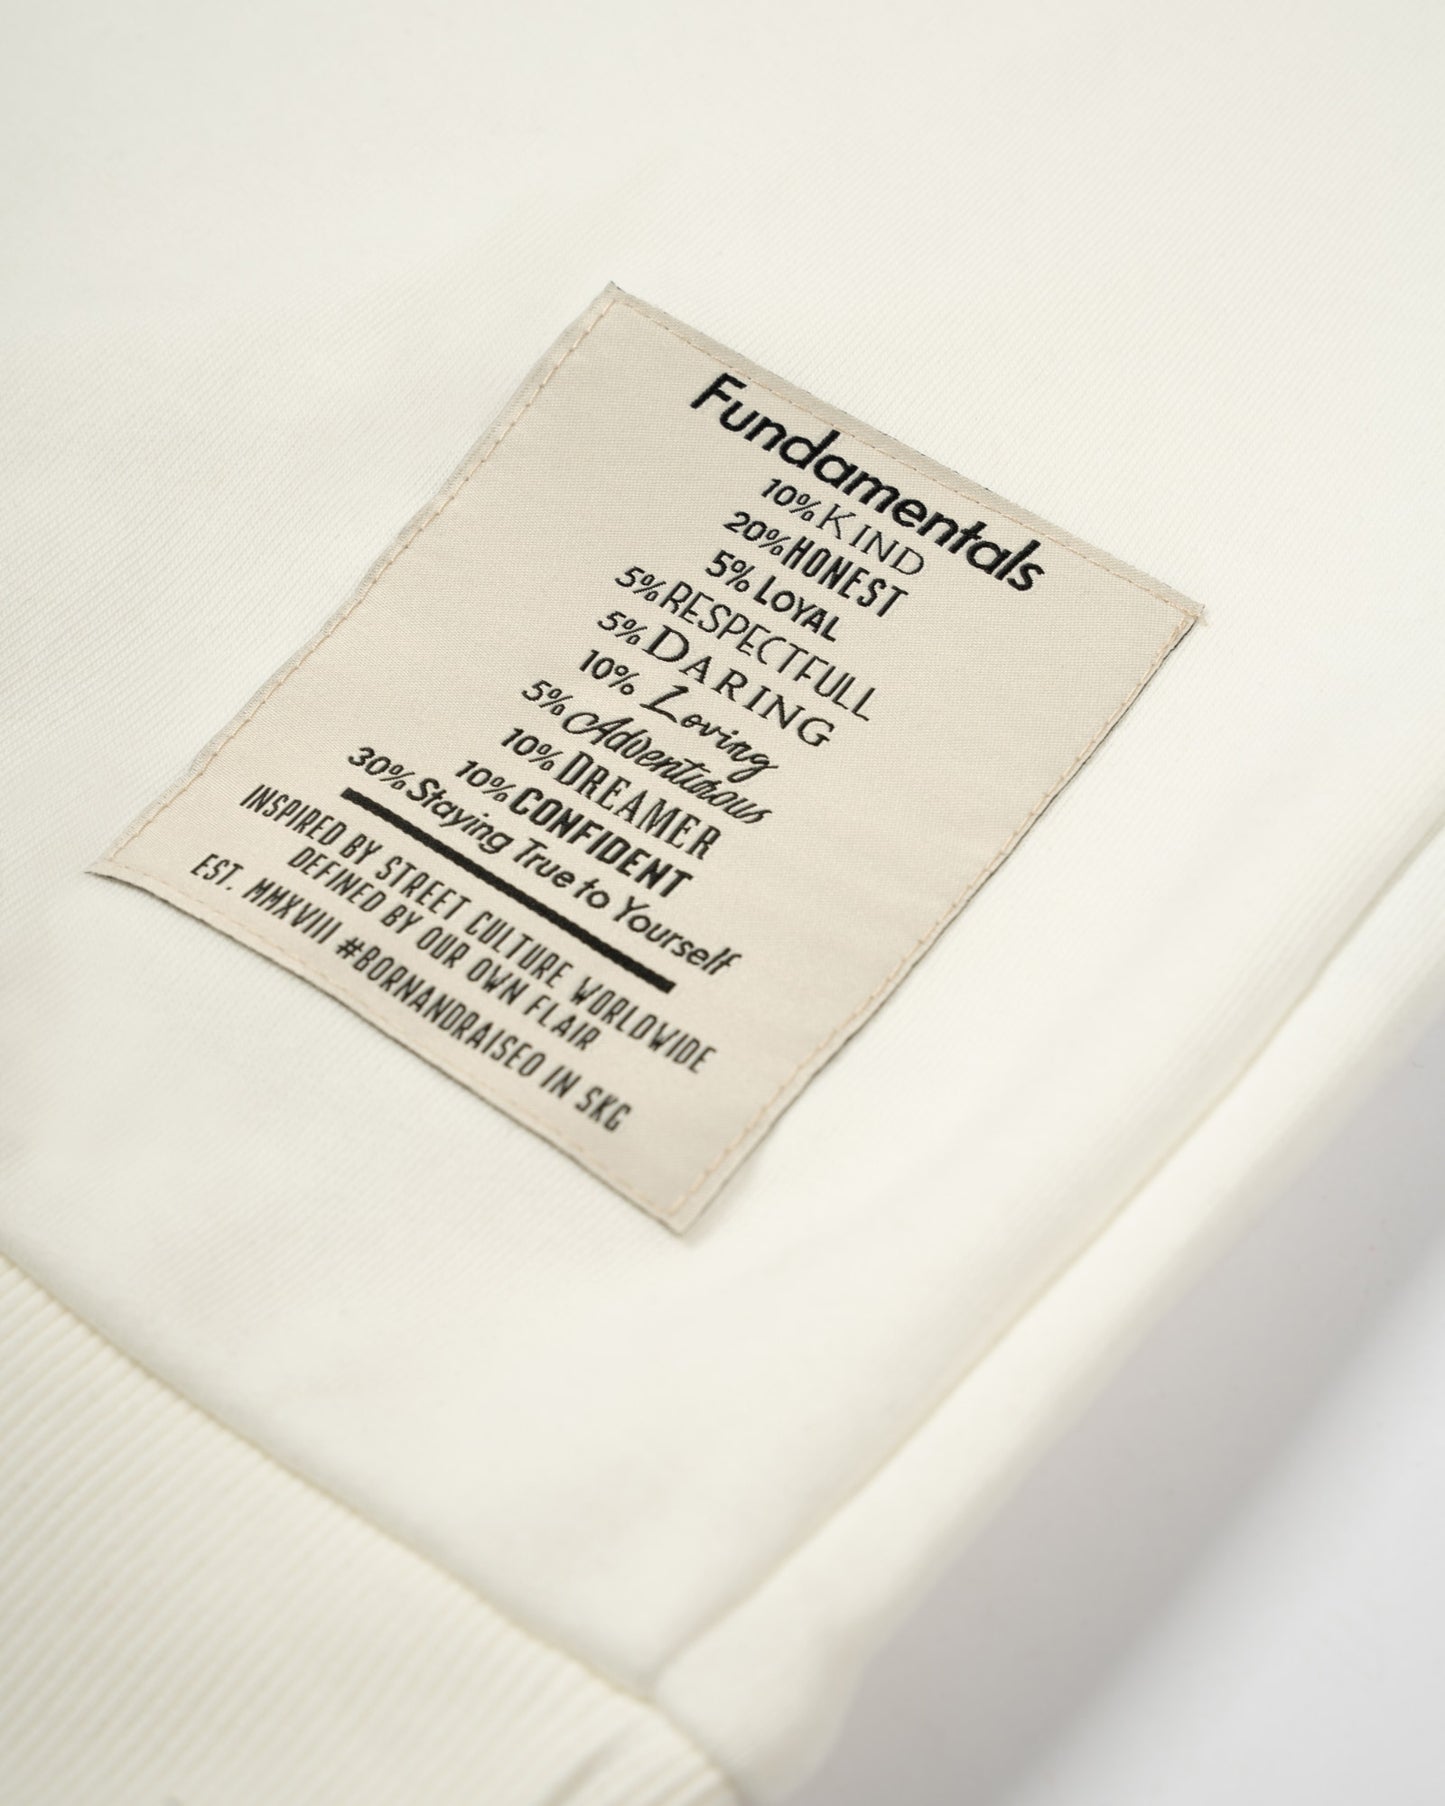 Fundamentals
10% KIND
20% HONEST
5% LOYAL
5% RESPECTFULL
5% DARING
10% Loving
5% Adventurous
10% DREAMER
10% CONFIDENT
30% Staying True to Yourself
INSPIRED BY STREET CULTURE WORLDWIDE
DEFINED BY OUR OWN FLAIR
EST. MMXVIII #BORNANDRAISED IN SKG